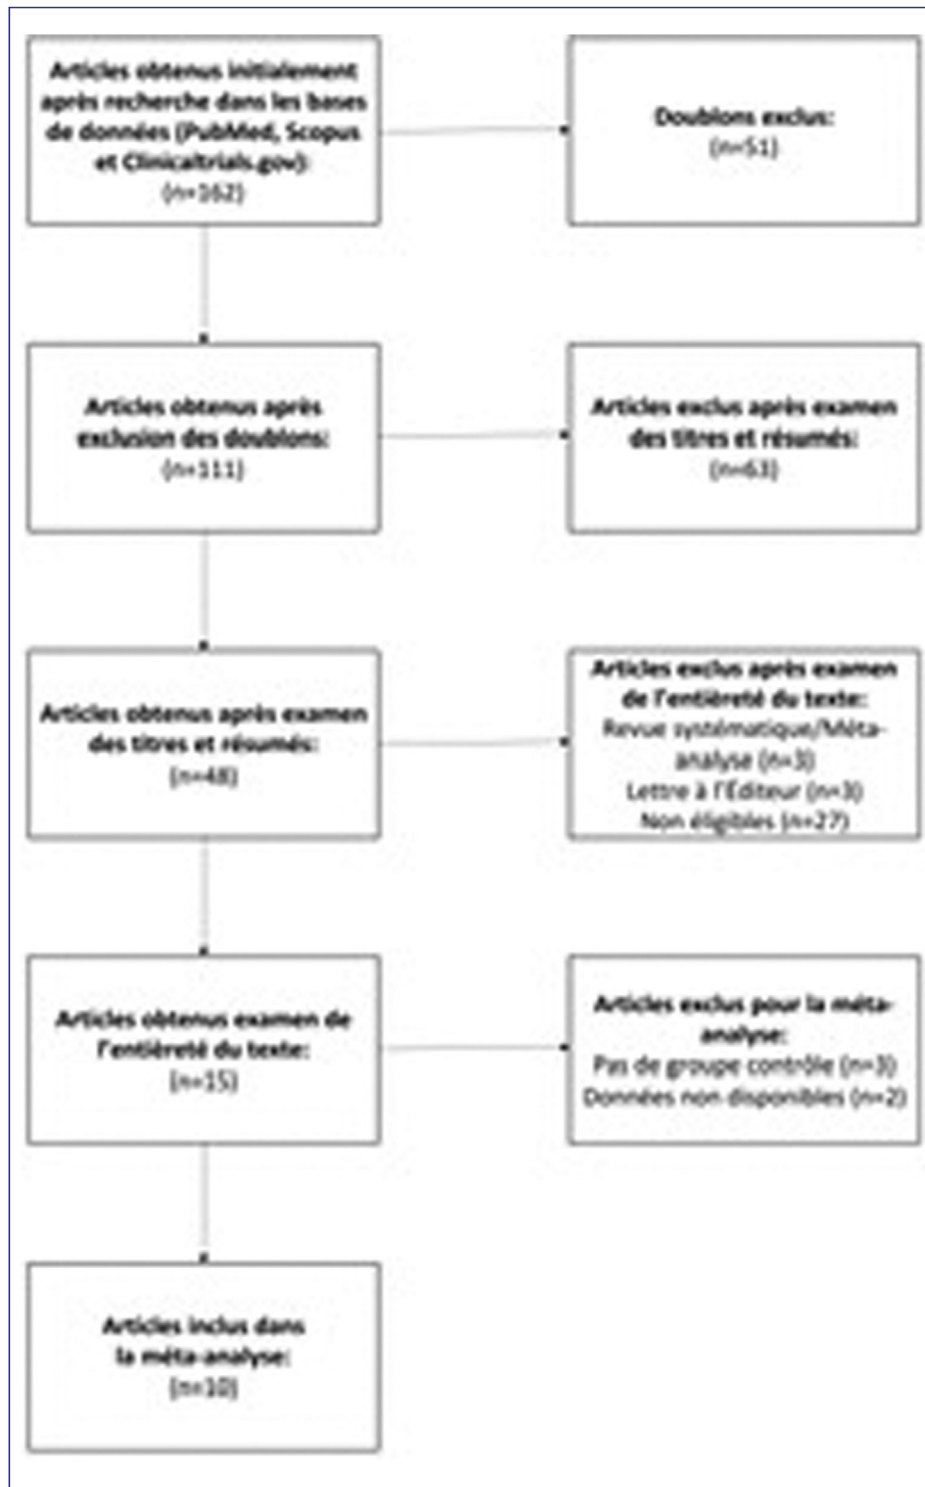 Articles obtenus initialement
après recherche dans les bases
de données (PubMed, Scopus
et Clinicaltrials.gov):
(n=162)
Doublons exclus:
(n=51)
Articles obtenus après
exclusion des doublons:
(n=111)
Articles exclus après examen
des titres et résumés:
(n=63)
Articles obtenus après examen
des titres et résumés:
(n=48)
Articles exclus après examen
de l'entièreté du texte:
Revue systématique/Méta-
analyse (n=3)
Lettre à l'Éditeur (n=3)
Non éligibles (n=27)
Articles obtenus examen de
l'entièreté du texte:
(n=15)
Articles exclus pour la méta-
analyse:
Pas de groupe contrôle (n=3)
Données non disponibles (n=2)
Articles inclus dans
la méta-analyse:
(n=10)